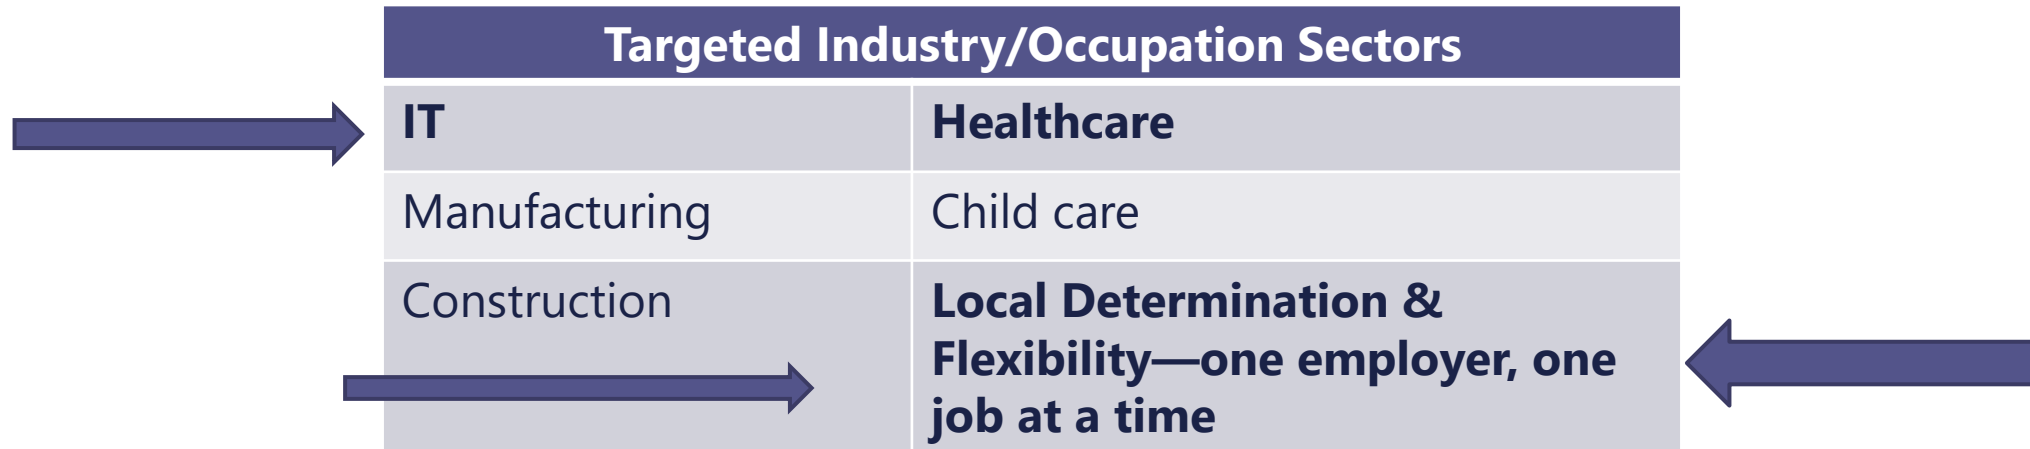 Targeted Industry/Occupation Sectors
IT
Healthcare
Manufacturing
Child care
Construction
Local Determination &
Flexibility—one employer, one
job at a time